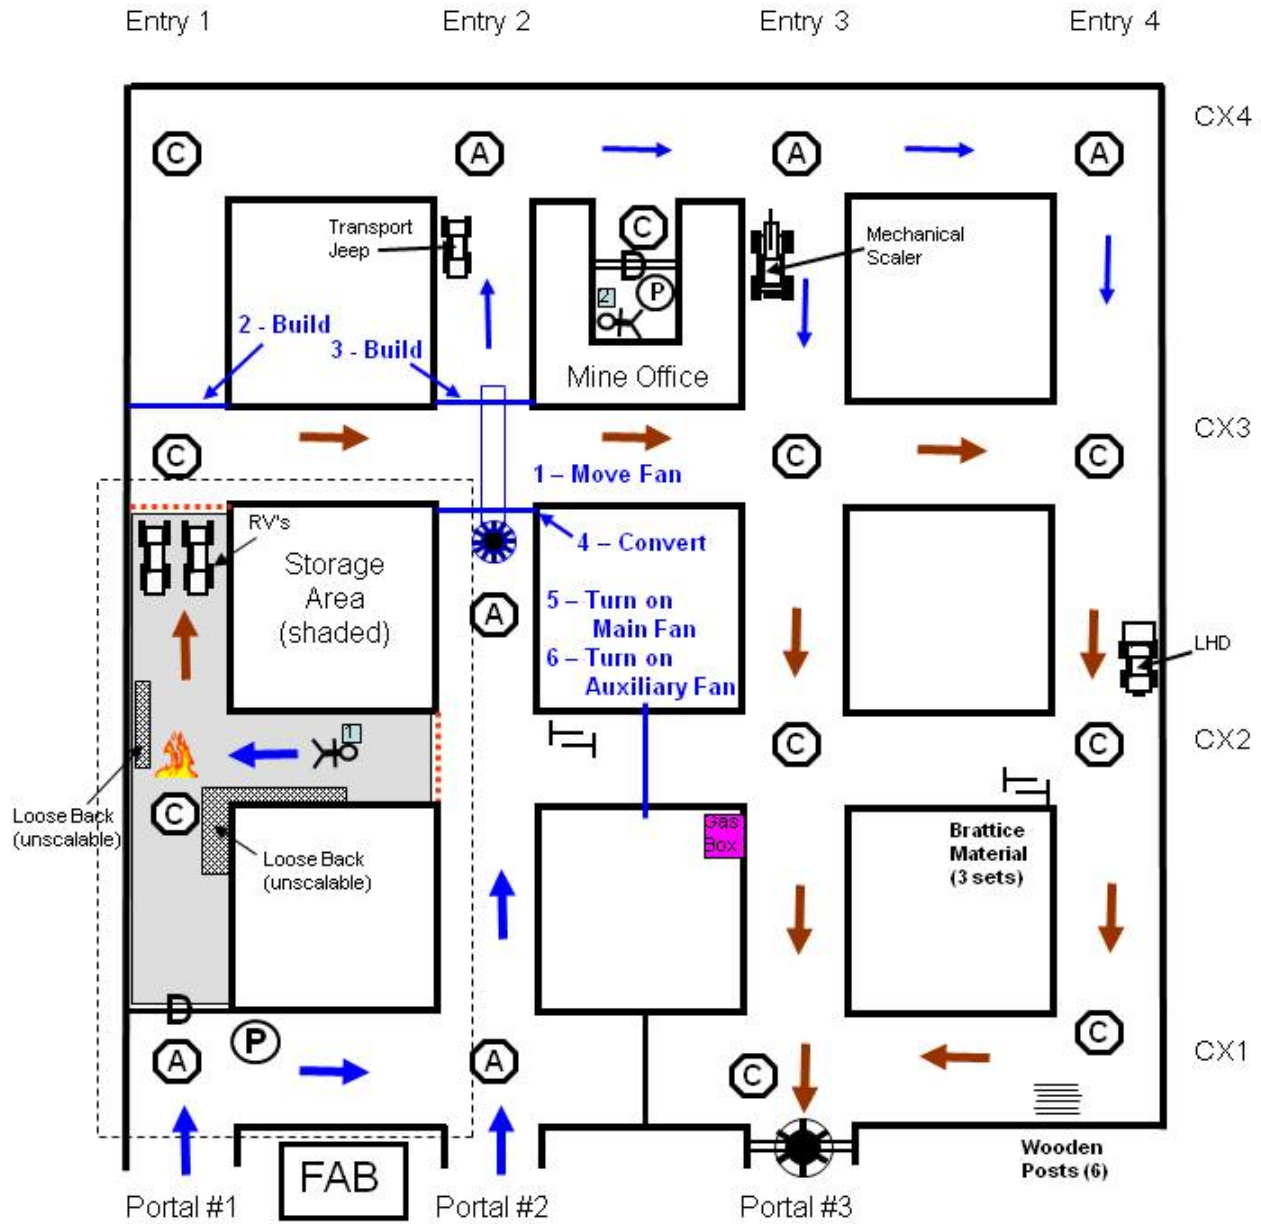 Entry 1
Entry 2
Entry 3
Entry 4
CX4
C
A
A
A
Transport
Jeep
C
D
P
2
Mechanical
Scaler
2 - Build
3 - Build
Mine Office
CX3
C
C
C
1 – Move Fan
RV's
4 – Convert
Storage
Area
(shaded)
A
5 – Turn on
Main Fan
6 – Turn on
Auxiliary Fan
LHD
1
C
C
CX2
Loose Back
(unscalable)
C
Loose Back
(unscalable)
Gas
Box
Brattice
Material
(3 sets)
D
P
A
A
C
C
CX1
FAB
Wooden
Posts (6)
Portal #1
Portal #2
Portal #3